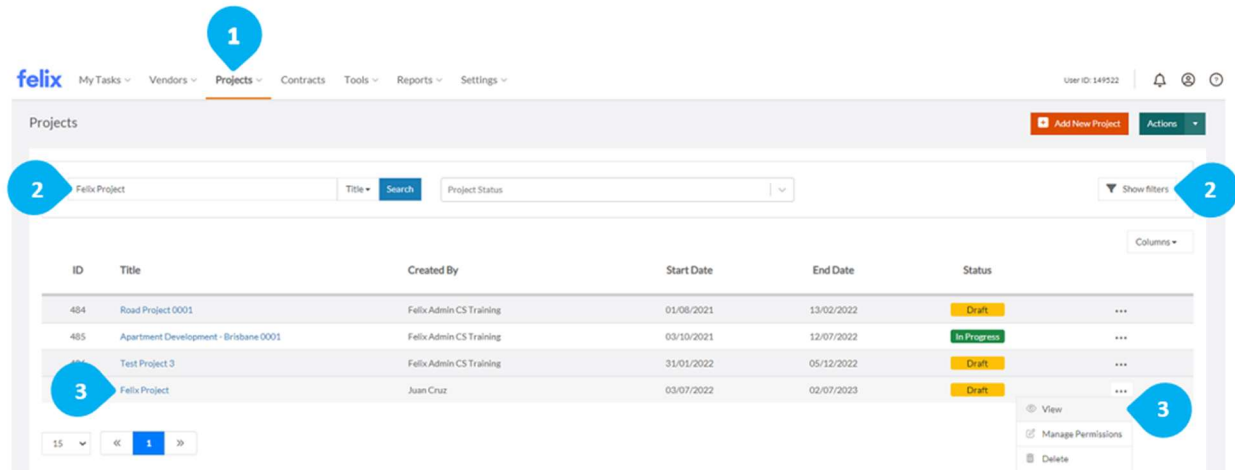 1
felix My Tasks Vendors Projects Contracts Tools Reports Settings User ID: 149522
Projects Add New Project Actions
2 Felix Project Title Search Project Status Show filters 2
Columns
ID Title Created By Start Date End Date Status
484 Road Project 0001 Felix Admin CS Training 01/08/2021 13/02/2022 Draft ...
485 Apartment Development - Brisbane 0001 Felix Admin CS Training 03/10/2021 12/07/2022 In Progress ...
Test Project 3 Felix Admin CS Training 31/01/2022 05/12/2022 Draft ...
3 Felix Project Juan Cruz 03/07/2022 02/07/2023 Draft ...
View 3
15 « 1 » Manage Permissions
Delete